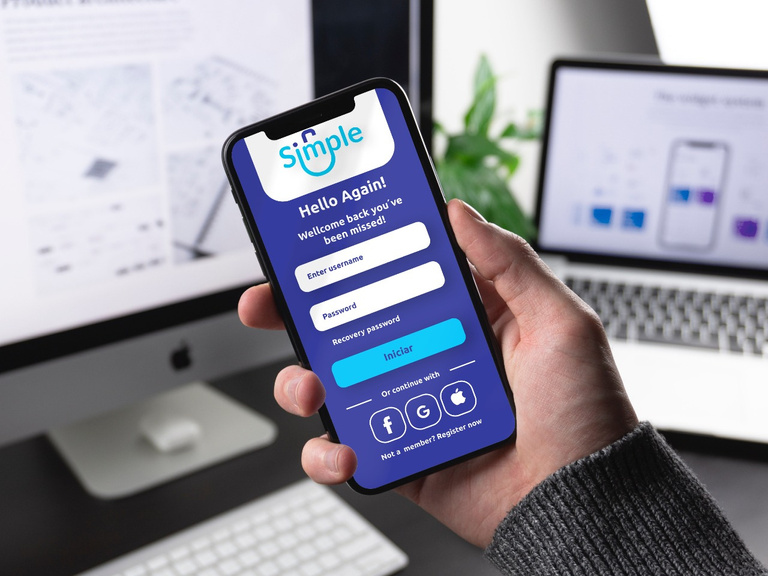 Simple
Hello Again!
Wellcome back you've
been missed!
Enter username
Password
Recovery password
Iniciar
Or continue with
G
Not a member? Register now